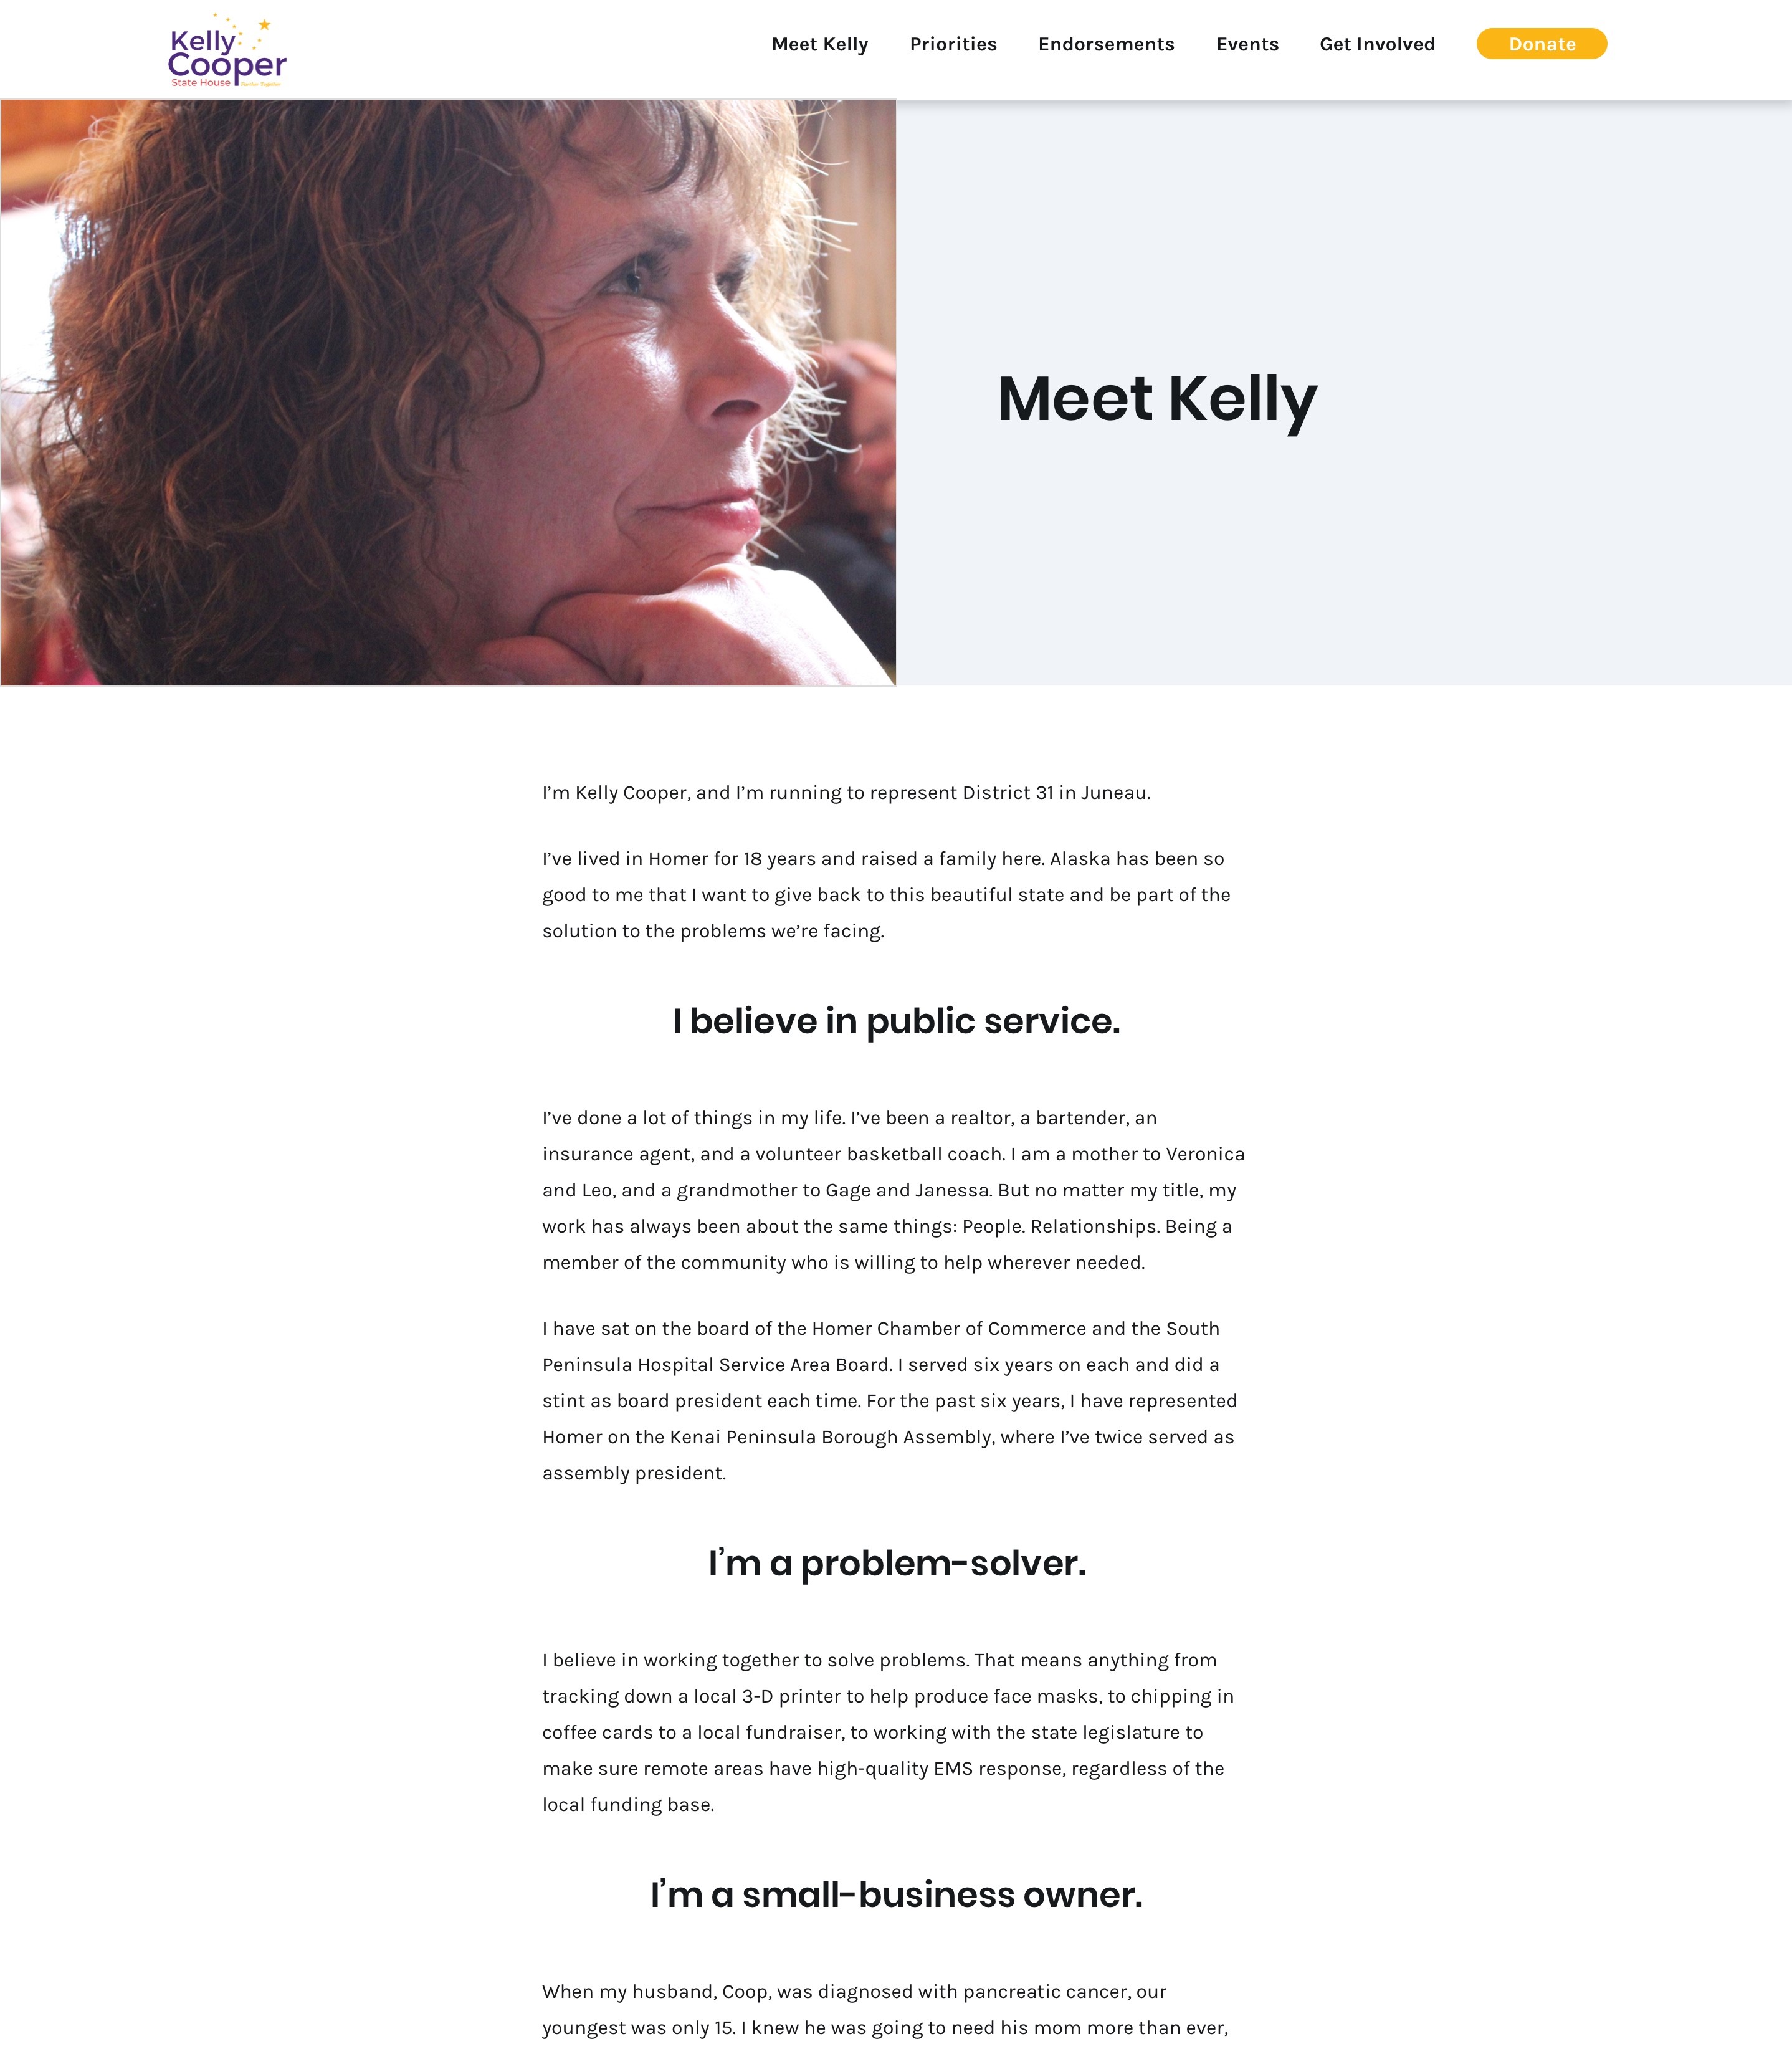 Kelly
Cooper
State House
Meet Kelly
Priorities
Endorsements
Events
Get Involved
Donate
Meet Kelly
I’m Kelly Cooper, and I’m running to represent District 31 in Juneau.
I’ve lived in Homer for 18 years and raised a family here. Alaska has been so
good to me that I want to give back to this beautiful state and be part of the
solution to the problems we’re facing.
I believe in public service.
I’ve done a lot of things in my life. I’ve been a realtor, a bartender, an
insurance agent, and a volunteer basketball coach. I am a mother to Veronica
and Leo, and a grandmother to Gage and Janessa. But no matter my title, my
work has always been about the same things: People. Relationships. Being a
member of the community who is willing to help wherever needed.
I have sat on the board of the Homer Chamber of Commerce and the South
Peninsula Hospital Service Area Board. I served six years on each and did a
stint as board president each time. For the past six years, I have represented
Homer on the Kenai Peninsula Borough Assembly, where I’ve twice served as
assembly president.
I’m a problem-solver.
I believe in working together to solve problems. That means anything from
tracking down a local 3-D printer to help produce face masks, to chipping in
coffee cards to a local fundraiser, to working with the state legislature to
make sure remote areas have high-quality EMS response, regardless of the
local funding base.
I’m a small-business owner.
When my husband, Coop, was diagnosed with pancreatic cancer, our
youngest was only 15. I knew he was going to need his mom more than ever,